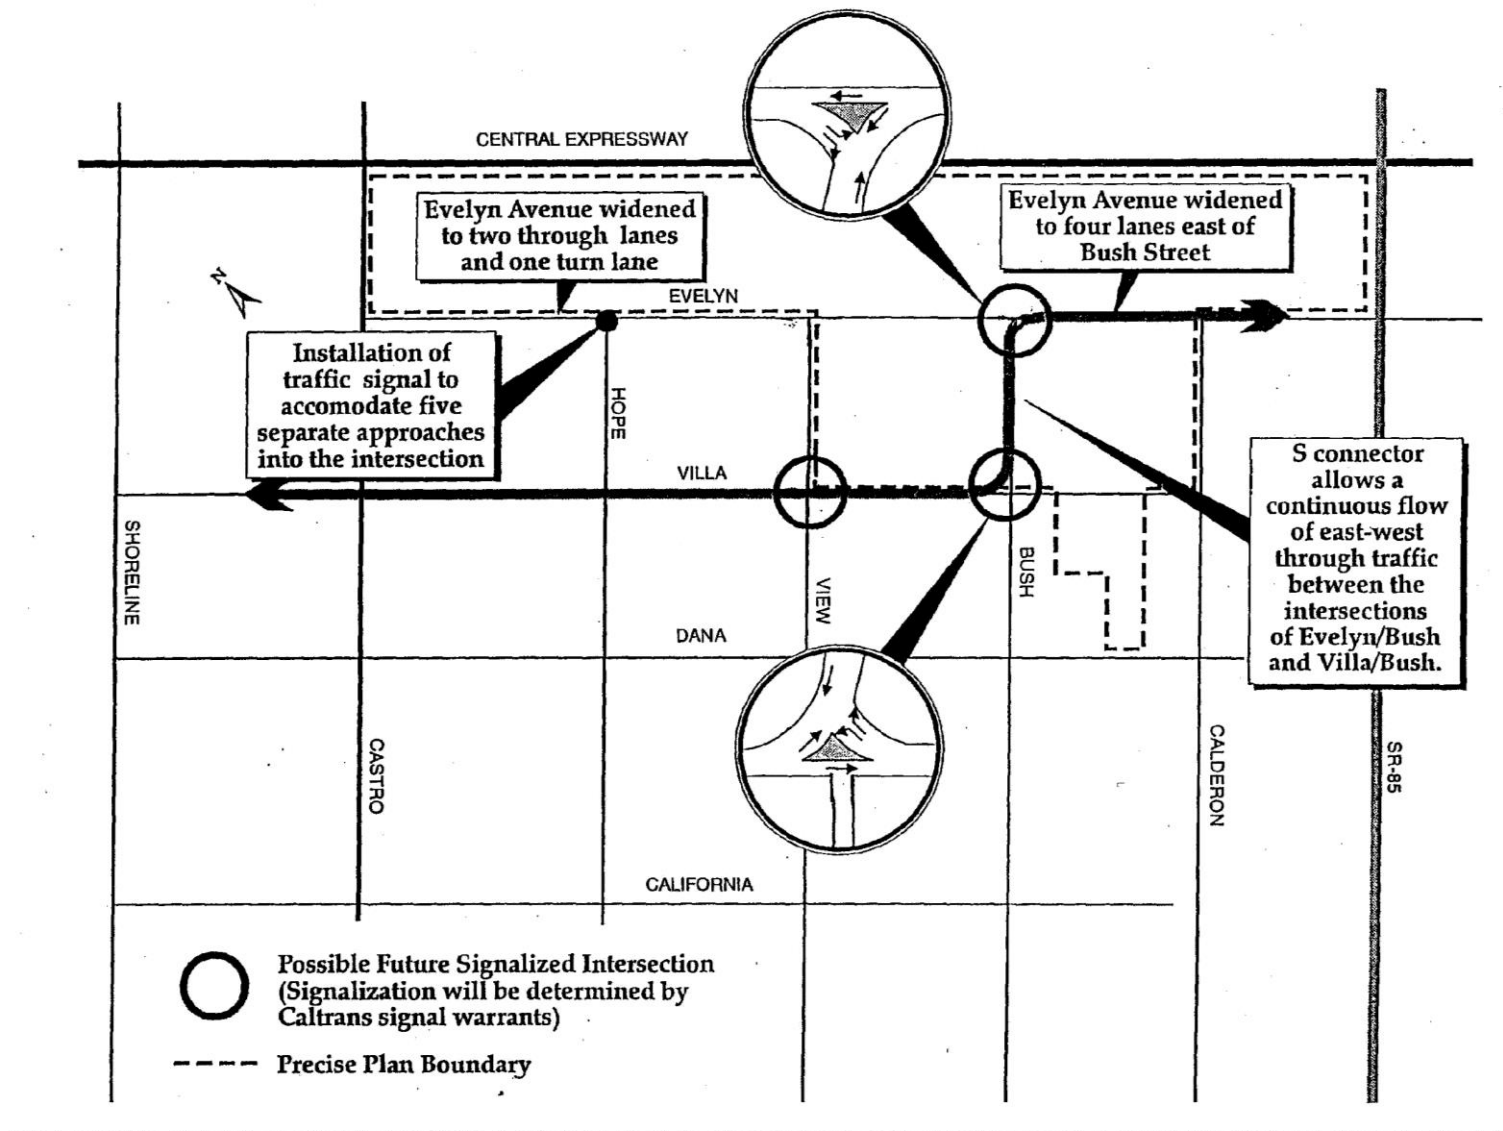 CENTRAL EXPRESSWAY
Evelyn Avenue widened
to two through lanes
and one turn lane
Evelyn Avenue widened
to four lanes east of
Bush Street
N
EVELYN
Installation of
traffic signal to
accomodate five
separate approaches
into the intersection
HOPE
VILLA
S connector
allows a
continuous flow
of east-west
through traffic
between the
intersections
of Evelyn/Bush
and Villa/Bush.
SHORELINE
VIEW
BUSH
DANA
CASTRO
CALDERON
SR-85
CALIFORNIA
Possible Future Signalized Intersection
(Signalization will be determined by
Caltrans signal warrants)
Precise Plan Boundary